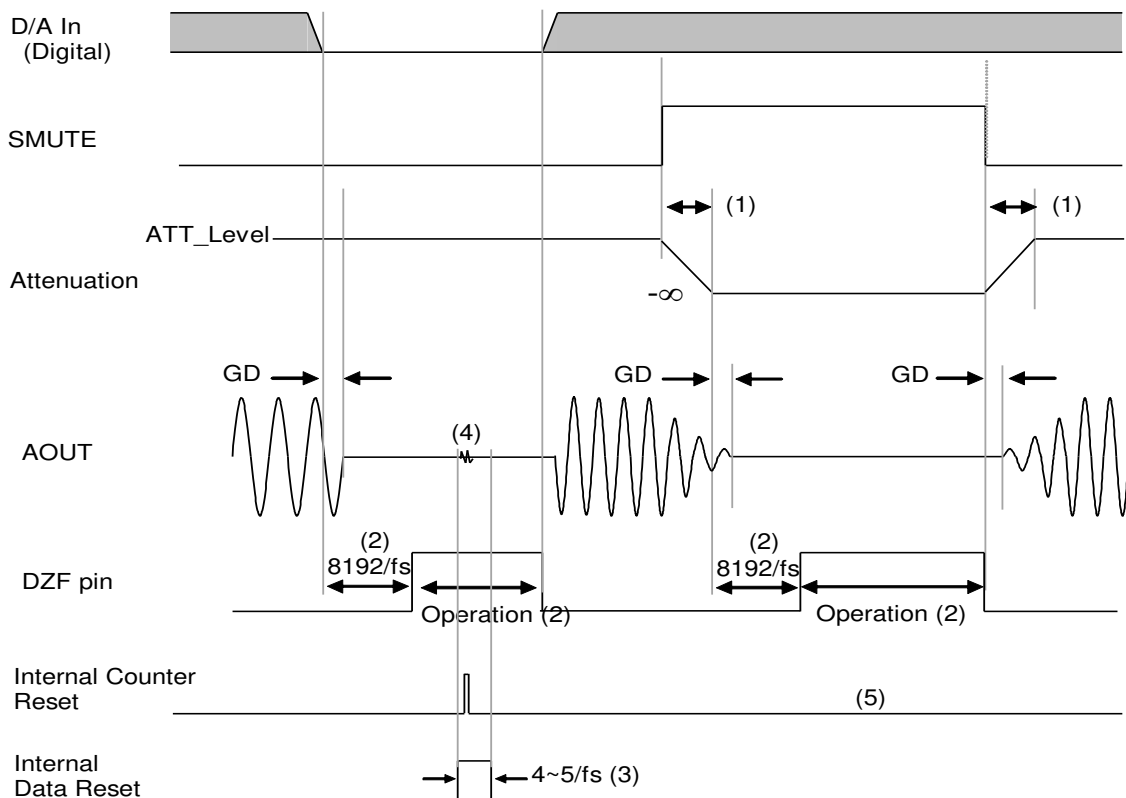 D/A In
(Digital)
SMUTE
(1)
(1)
ATT_Level
Attenuation
-∞
GD
GD
GD
AOUT
(4)
(2)
8192/fs
(2)
8192/fs
DZF pin
Operation (2)
Operation (2)
Internal Counter
Reset
(5)
Internal
Data Reset
4~5/fs (3)